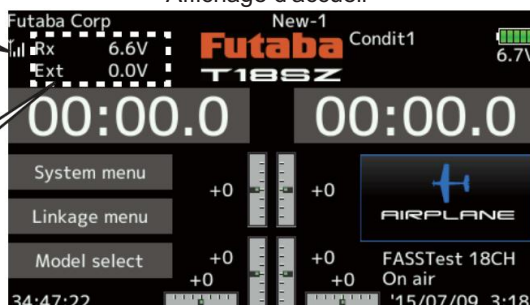 Affichage d'accueil
Futaba Corp New-1
Rx 6.6V Futaba Condit1
Ext 0.0V T18SZ 6.7V
00:00.0 00:00.0
System menu
+0 +0
Linkage menu AIRPLANE
Model select +0 +0 FASSTest 18CH
+0 +0 On air
34:47:22 '15/07/09 3:18